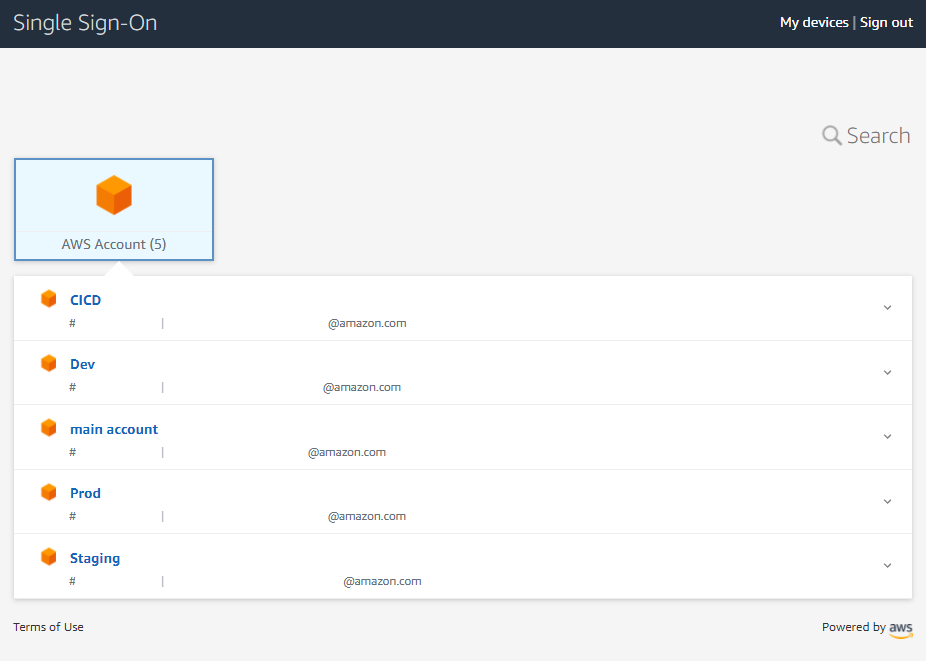 Single Sign-On
My devices | Sign out
Search
AWS Account (5)
CICD
# | @amazon.com
Dev
# | @amazon.com
main account
# | @amazon.com
Prod
# | @amazon.com
Staging
# | @amazon.com
Terms of Use
Powered by aws